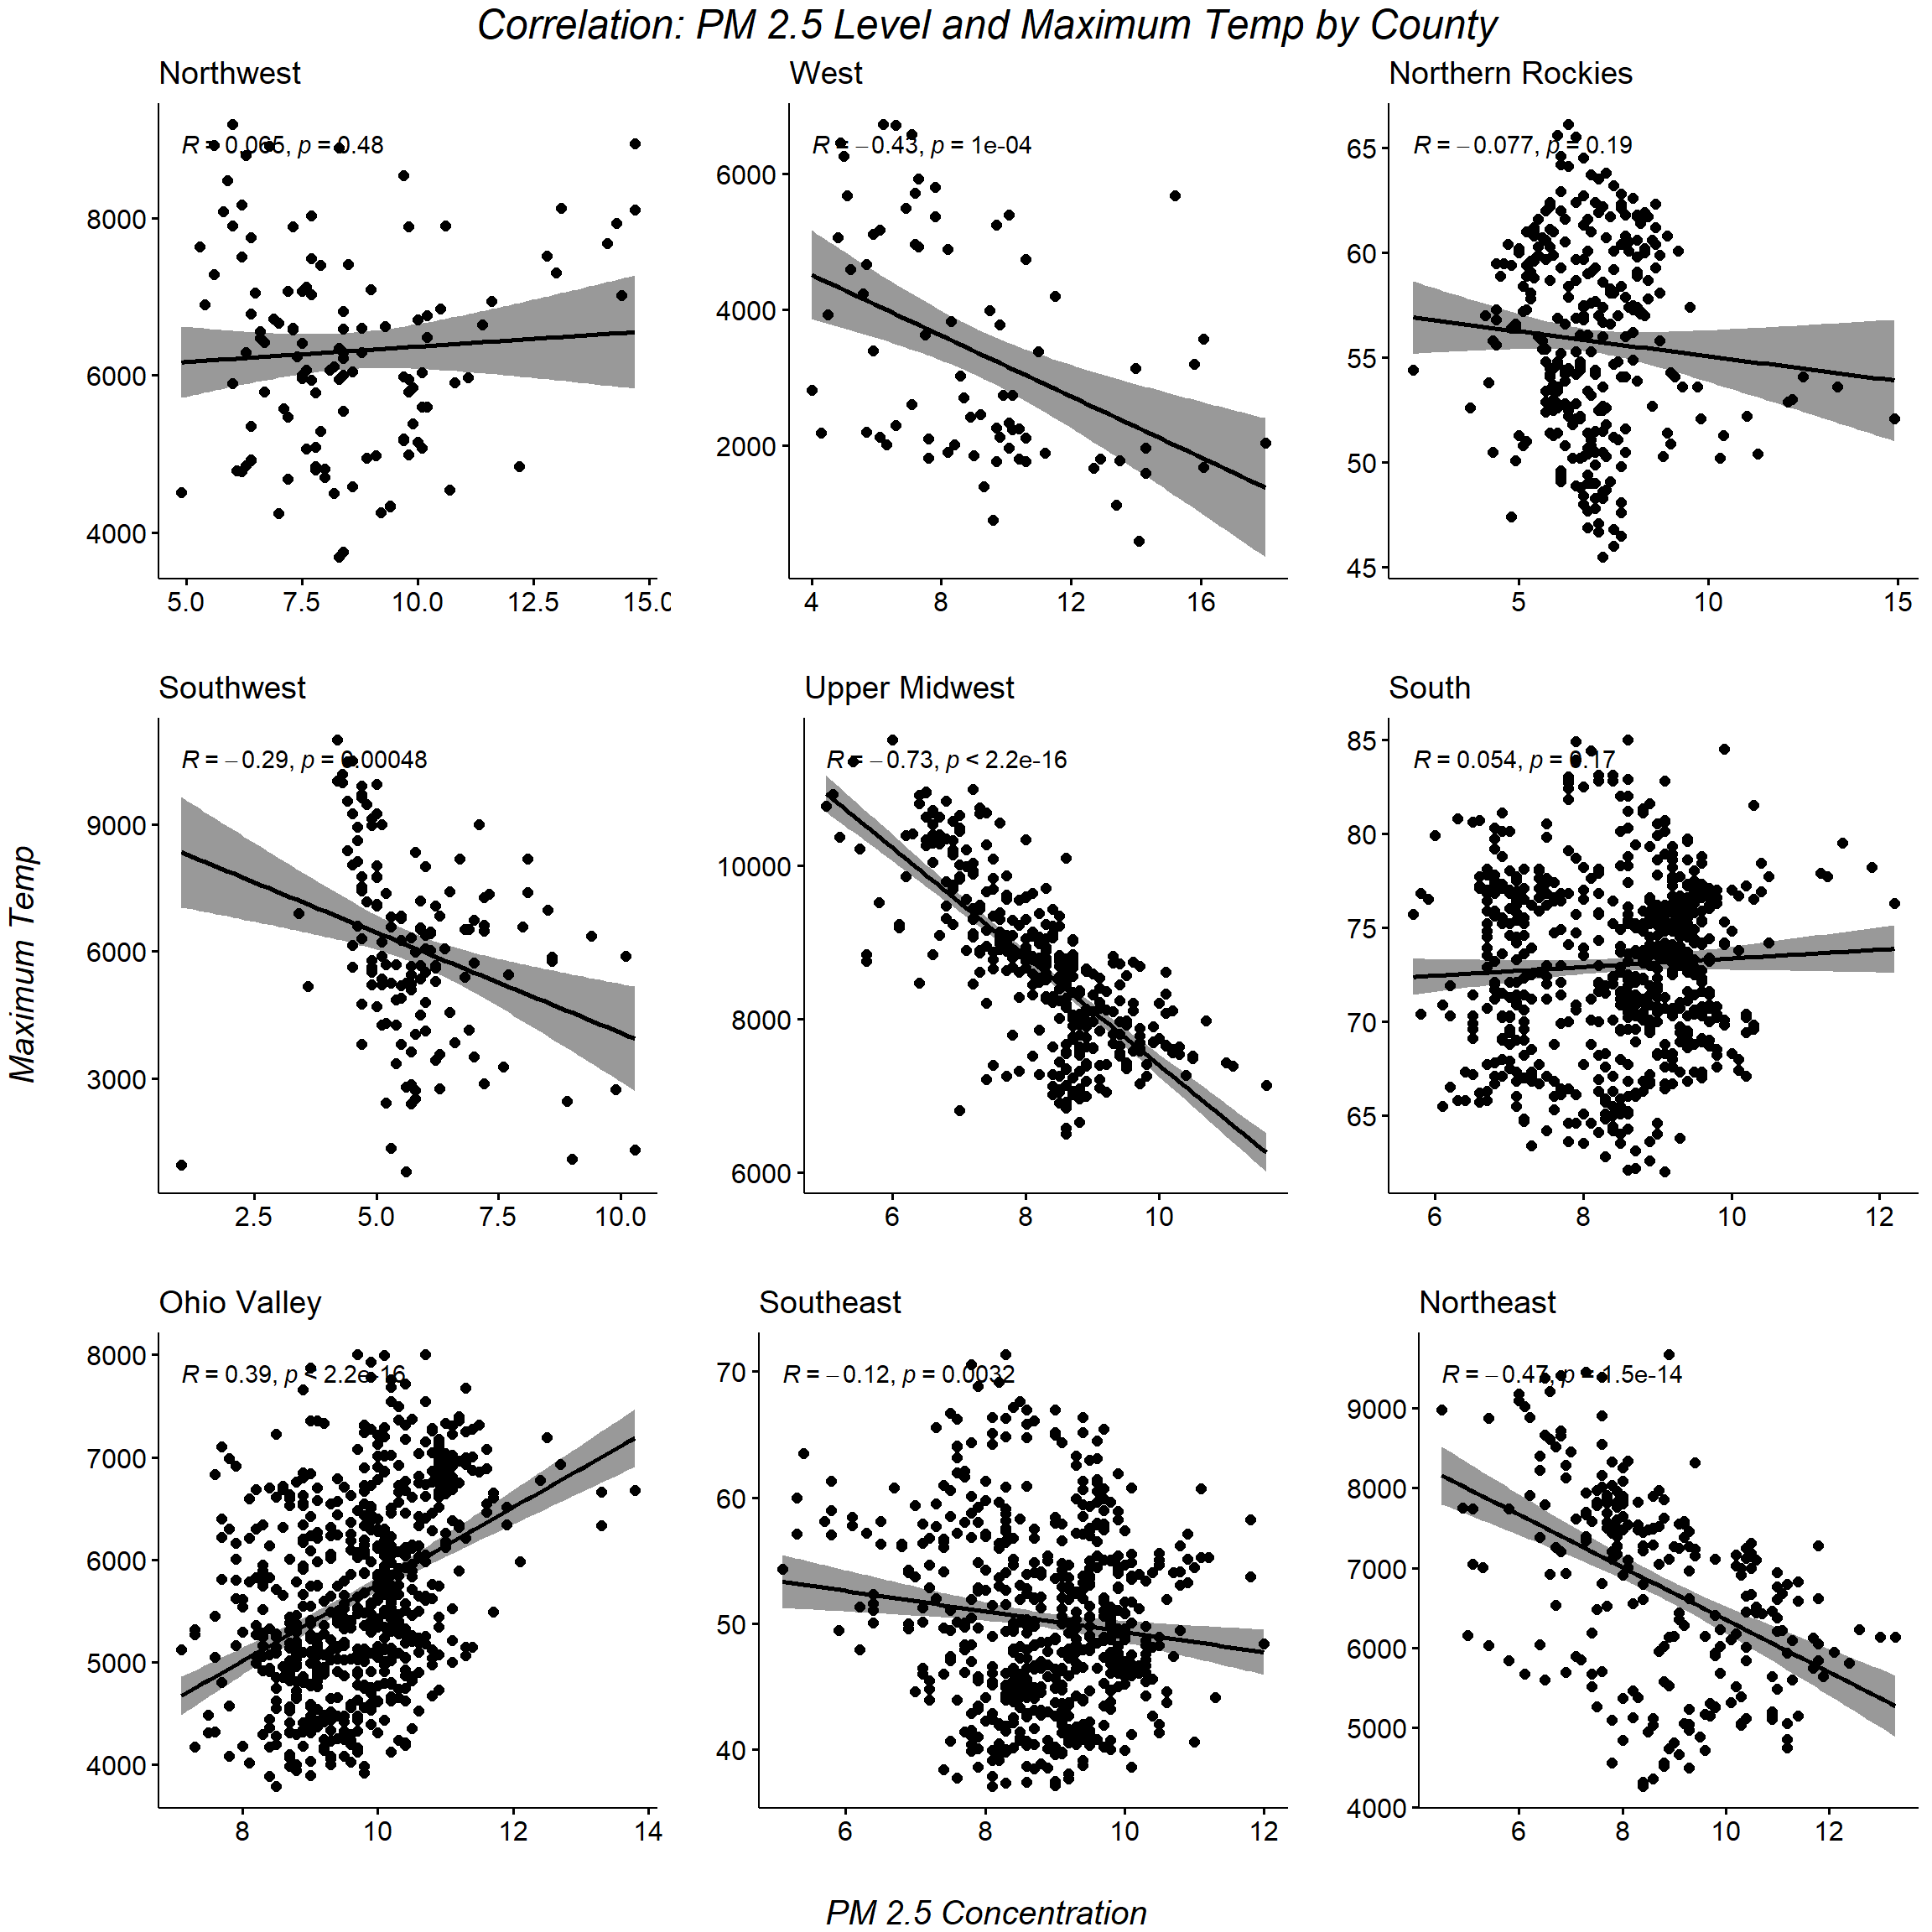 Correlation: PM 2.5 Level and Maximum Temp by County
Northwest
R = 0.065, p = 0.48
8000
6000
4000
5.0 7.5 10.0 12.5 15.0
West
R = −0.43, p = 1e-04
6000
4000
2000
4 8 12 16
Northern Rockies
R = −0.077, p = 0.19
65
60
55
50
45
5 10 15
Maximum Temp
Southwest
R = −0.29, p = 0.00048
9000
6000
3000
2.5 5.0 7.5 10.0
Upper Midwest
R = −0.73, p < 2.2e-16
10000
8000
6000
6 8 10
South
R = 0.054, p = 0.17
85
80
75
70
65
6 8 10 12
Ohio Valley
R = 0.39, p < 2.2e-16
8000
7000
6000
5000
4000
8 10 12 14
Southeast
R = −0.12, p = 0.0032
70
60
50
40
6 8 10 12
Northeast
R = −0.47, p = 1.5e-14
9000
8000
7000
6000
5000
4000
6 8 10 12
PM 2.5 Concentration